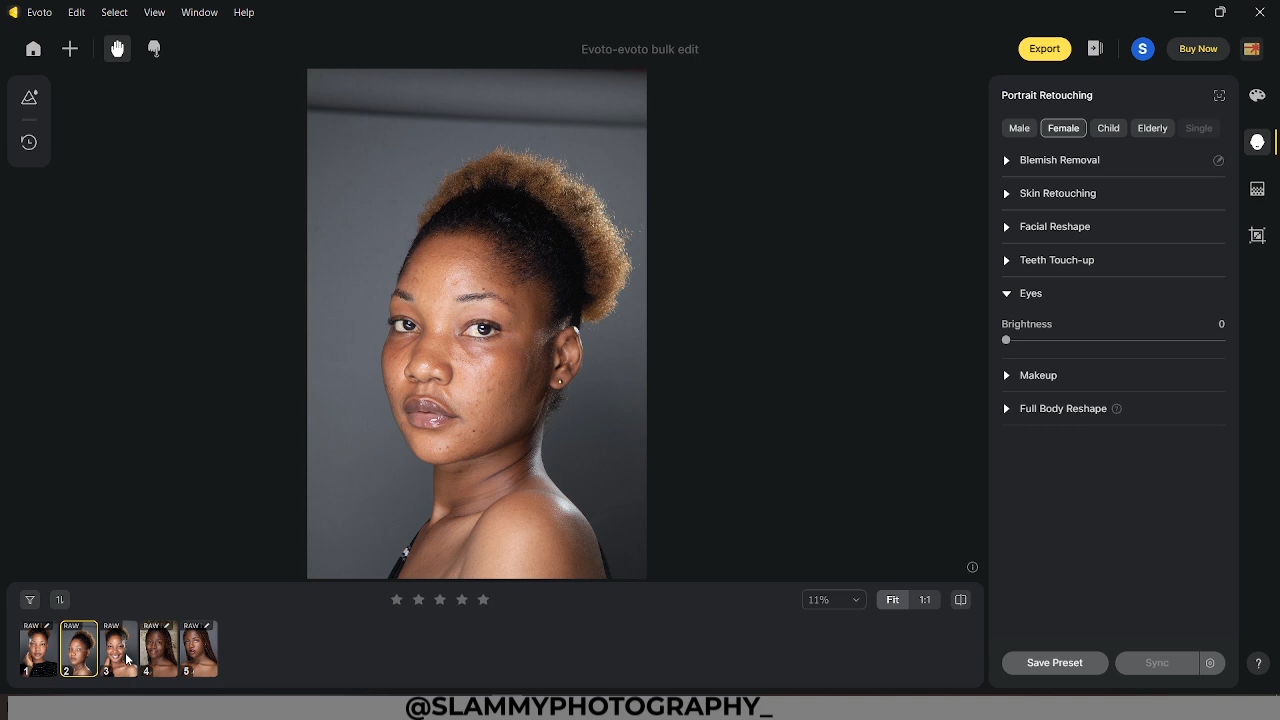 Evoto Edit Select View Window Help
Evoto-evoto bulk edit
Export
S
Buy Now
Portrait Retouching
Male Female Child Elderly Single
Blemish Removal
Skin Retouching
Facial Reshape
Teeth Touch-up
Eyes
Brightness 0
Makeup
Full Body Reshape ?
11% Fit 1:1
RAW RAW RAW RAW RAW
1 2 3 4 5
Save Preset Sync ?
@SLAMMYPHOTOGRAPHY_